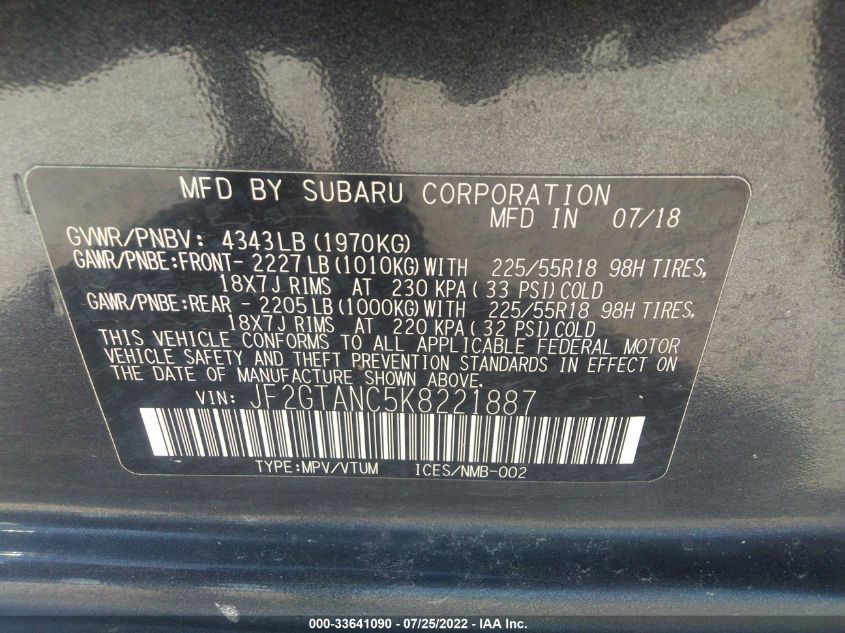 MFD BY SUBARU CORPORATION
MFD IN 07/18
GVWR/PNBV: 4343LB (1970KG)
GAWR/PNBE:FRONT- 2227LB (1010KG) WITH 225/55R18 98H TIRES,
18X7J RIMS AT 230 KPA ( 33 PSI) COLD
GAWR/PNBE:REAR - 2205LB (1000KG) WITH 225/55R18 98H TIRES,
18X7J RIMS AT 220 KPA (32 PSI) COLD
THIS VEHICLE CONFORMS TO ALL APPLICABLE FEDERAL MOTOR
VEHICLE SAFETY AND THEFT PREVENTION STANDARDS IN EFFECT ON
THE DATE OF MANUFACTURE SHOWN ABOVE.
VIN: JF2GTANC5K8221887
TYPE:MPV/VTUM ICES/NMB-002
000-33641090 - 07/25/2022 - IAA Inc.